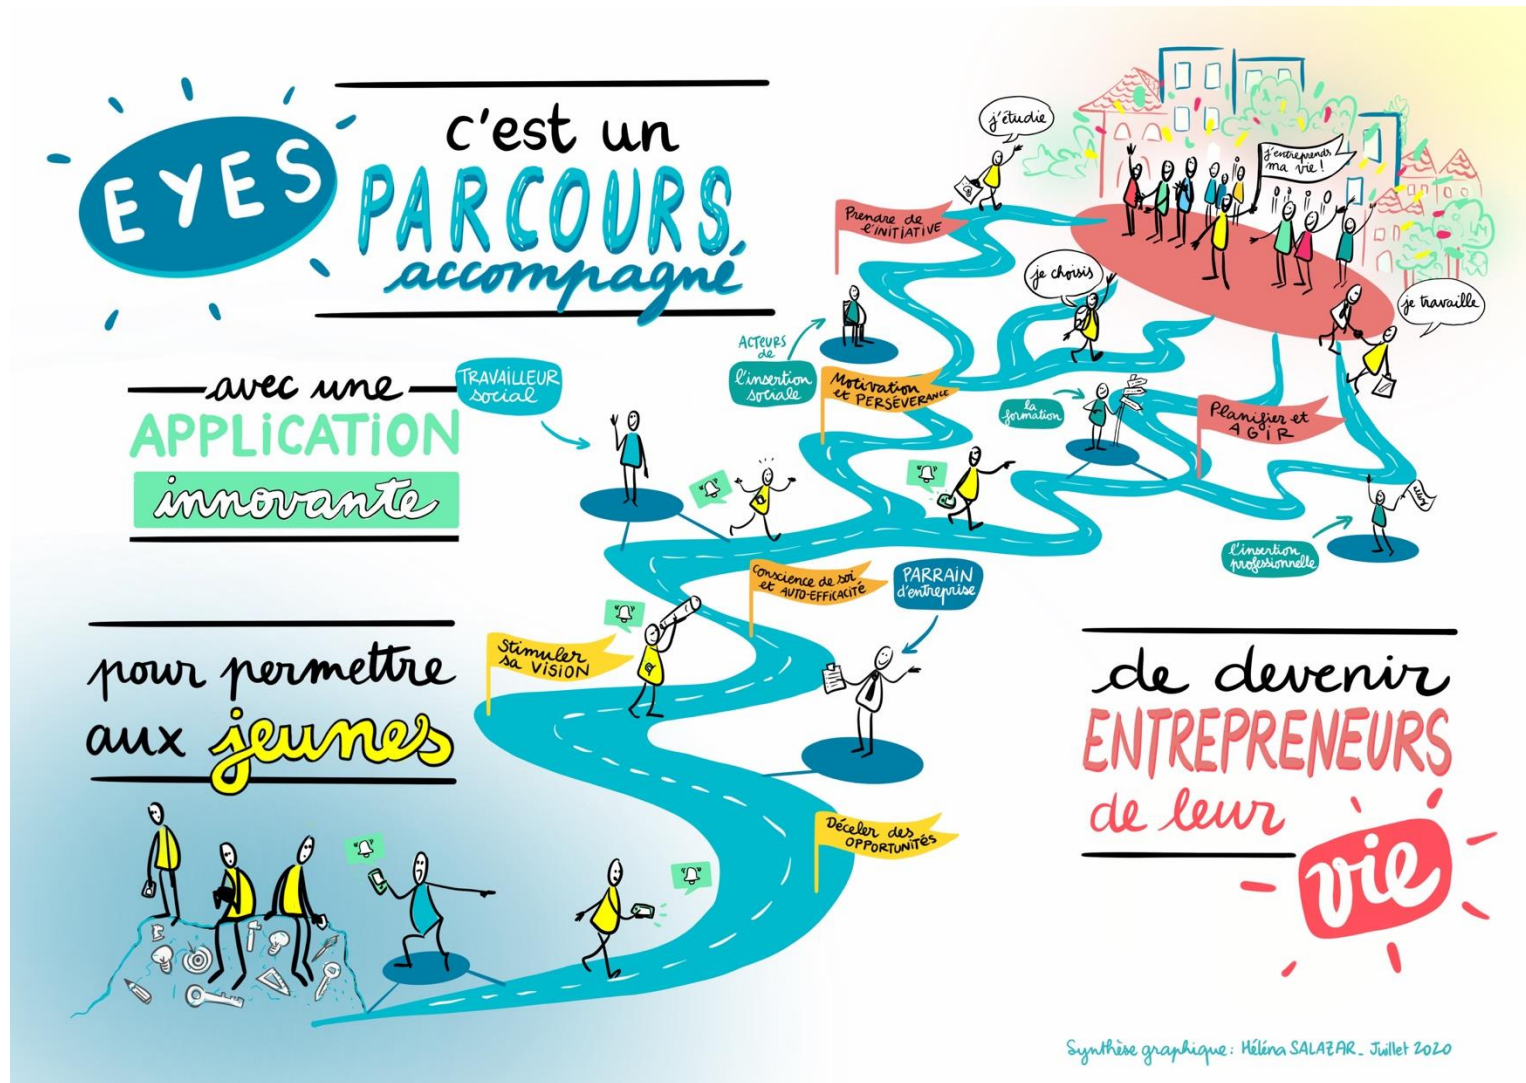 EYES
c'est un
PARCOURS
accompagné
avec une
APPLICATION
innovante
pour permettre
aux jeunes
de devenir
ENTREPRENEURS
de leur
vie
Déceler des
OPPORTUNITÉS
Stimuler
sa VISION
PARRAIN
d'entreprise
Conscience de soi
et AUTO-EFFICACITÉ
TRAVAILLEUR
social
Motivation
et PERSÉVERANCE
ACTEURS
de
l'insertion
sociale
Prendre de
l'INITIATIVE
la
formation
Planifier et
AGIR
l'insertion
professionnelle
j'étudie
je choisis
je travaille
j'entreprends
ma vie !
Synthèse graphique : Héléna SALAZAR_ Juillet 2020